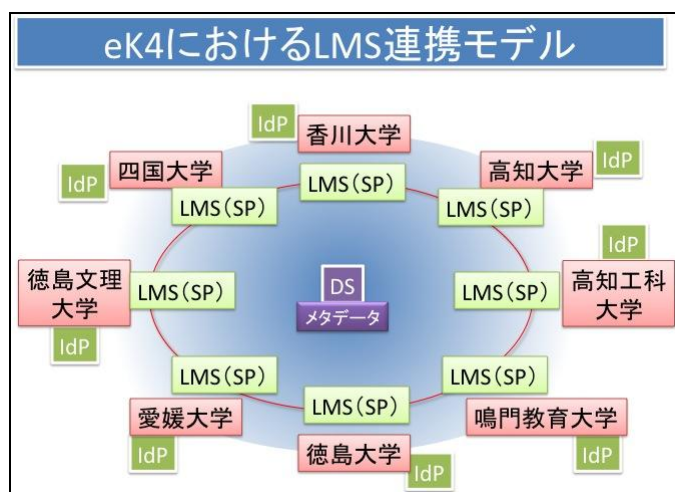 eK4におけるLMS連携モデル
IdP
香川大学
IdP
四国大学
高知大学
IdP
LMS（SP）
LMS（SP）
LMS（SP）
IdP
徳島文理
大学
LMS（SP）
DS
メタデータ
LMS（SP）
高知工科
大学
IdP
LMS（SP）
LMS（SP）
LMS（SP）
愛媛大学
徳島大学
鳴門教育大学
IdP
IdP
IdP